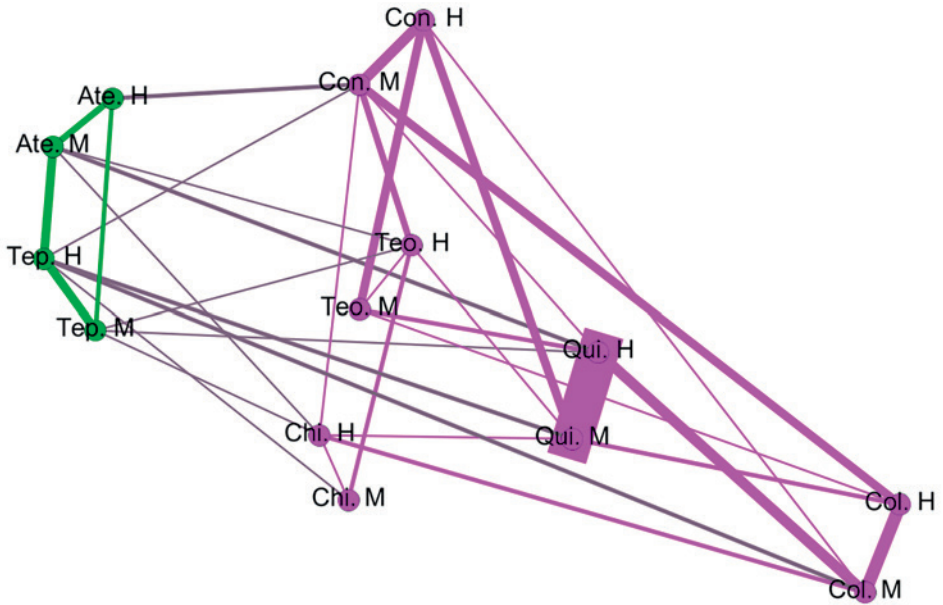 Con. H
Con. M
Ate. H
Ate. M
Teo. H
Tep. H
Teo. M
Tep. M
Qui. H
Chi. H
Qui. M
Chi. M
Col. H
Col. M